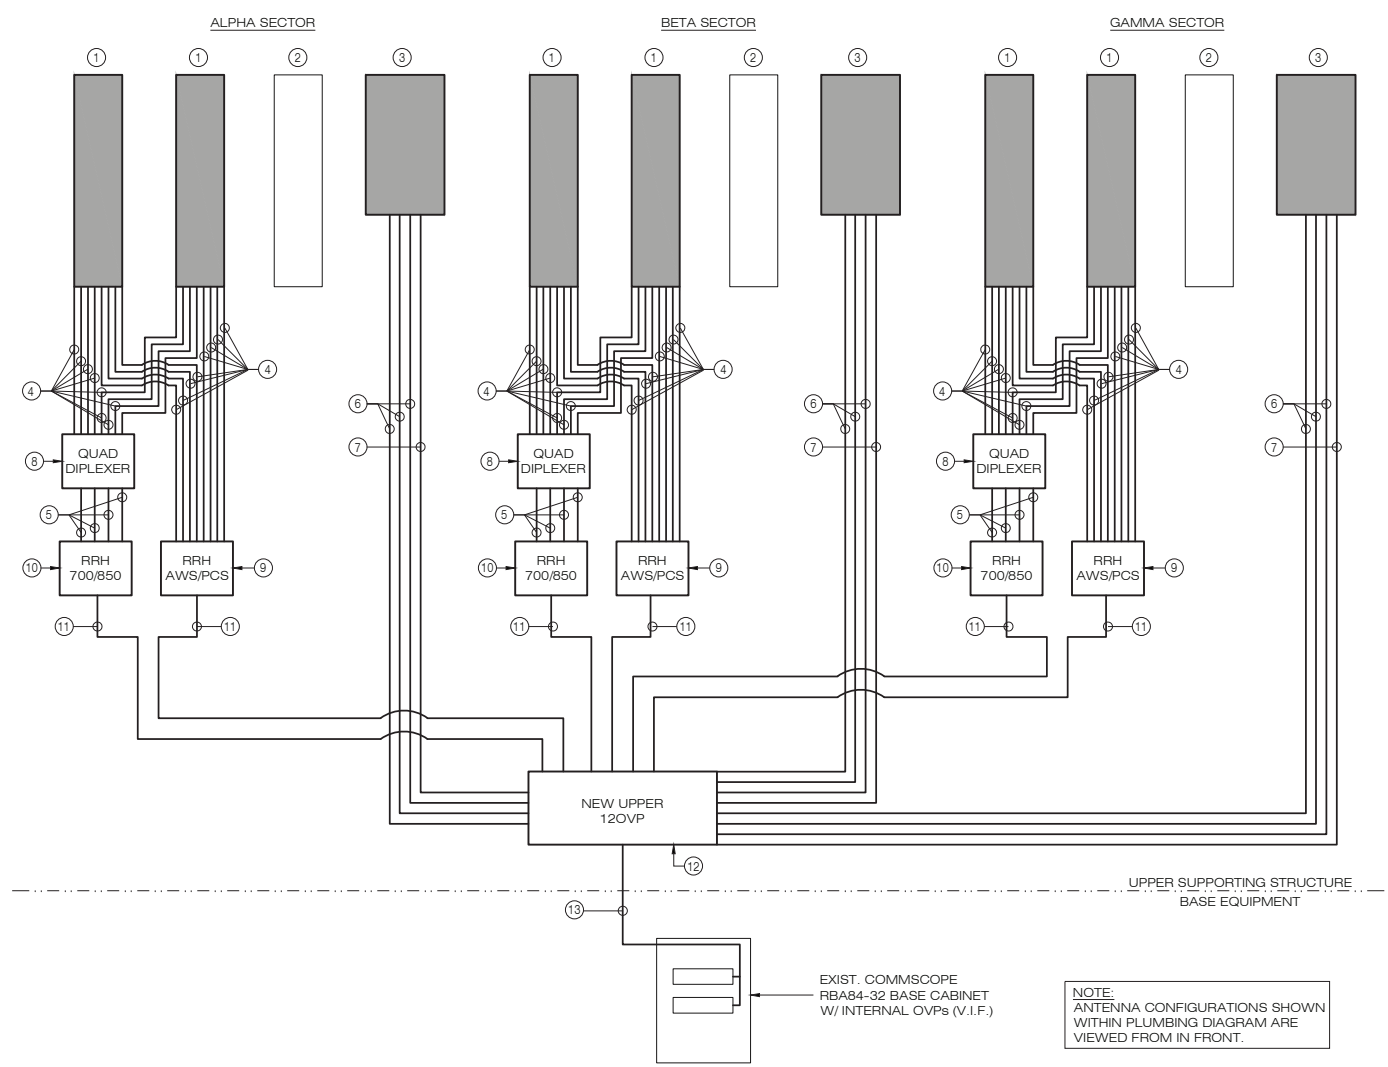 ALPHA SECTOR
BETA SECTOR
GAMMA SECTOR
1 1 2 3 1 1 2 3 1 1 2 3
4 4 4 4 4 4
6 6 6
7 7 7
8 QUAD DIPLEXER
8 QUAD DIPLEXER
8 QUAD DIPLEXER
5 5 5
10 RRH 700/850
RRH AWS/PCS 9
10 RRH 700/850
RRH AWS/PCS 9
10 RRH 700/850
RRH AWS/PCS 9
11 11 11 11 11 11
NEW UPPER
12OVP
12
UPPER SUPPORTING STRUCTURE
BASE EQUIPMENT
13
EXIST. COMMSCOPE
RBA84-32 BASE CABINET
W/ INTERNAL OVPs (V.I.F.)
NOTE:
ANTENNA CONFIGURATIONS SHOWN
WITHIN PLUMBING DIAGRAM ARE
VIEWED FROM IN FRONT.